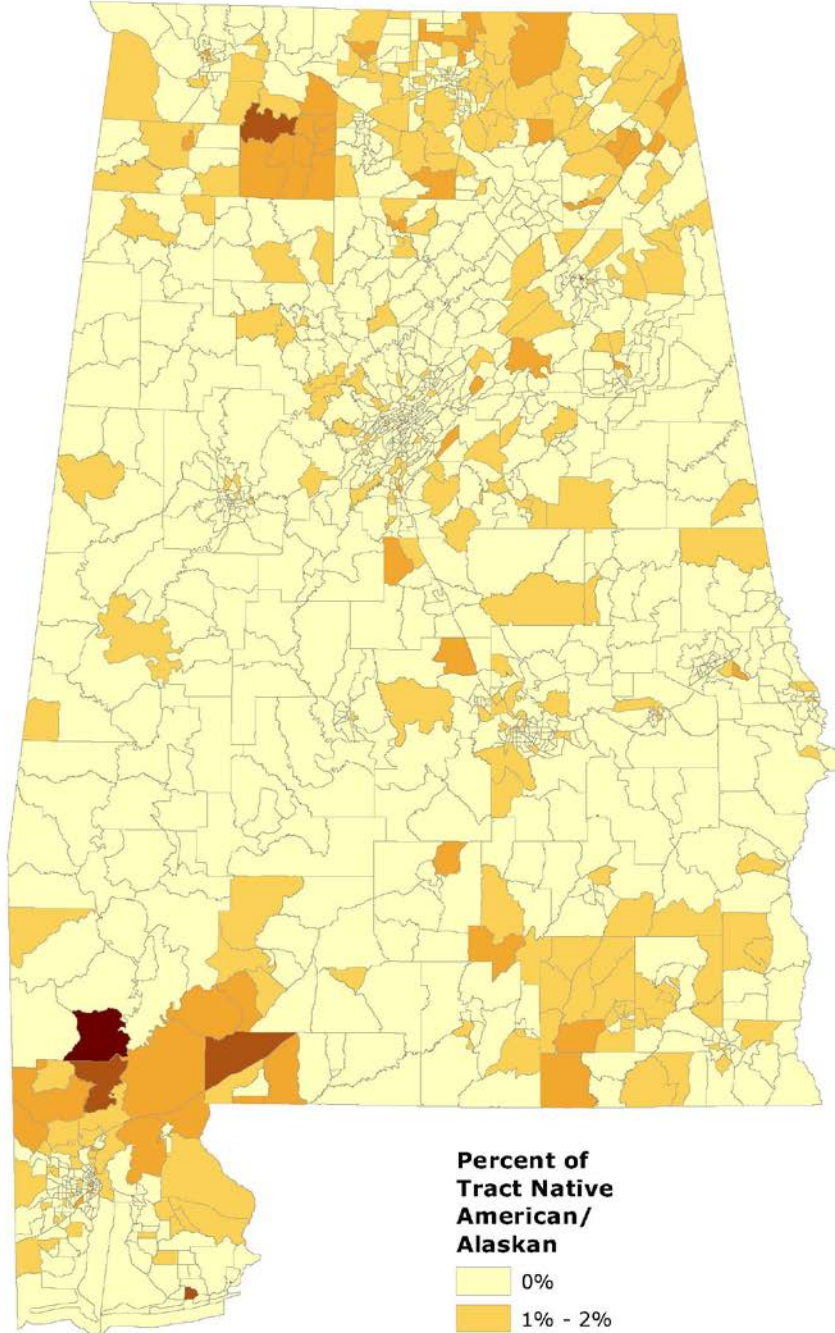 Percent of
Tract Native
American/
Alaskan
0%
1% - 2%